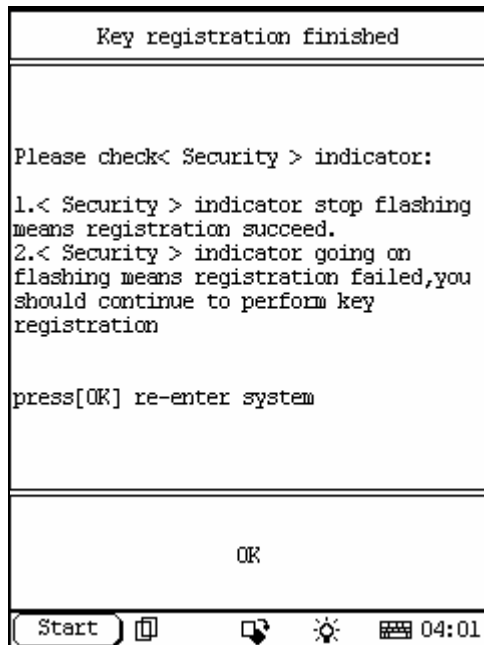 Key registration finished
Please check< Security > indicator:
1.< Security > indicator stop flashing
means registration succeed.
2.< Security > indicator going on
flashing means registration failed,you
should continue to perform key
registration
press[OK] re-enter system
OK
Start 04:01